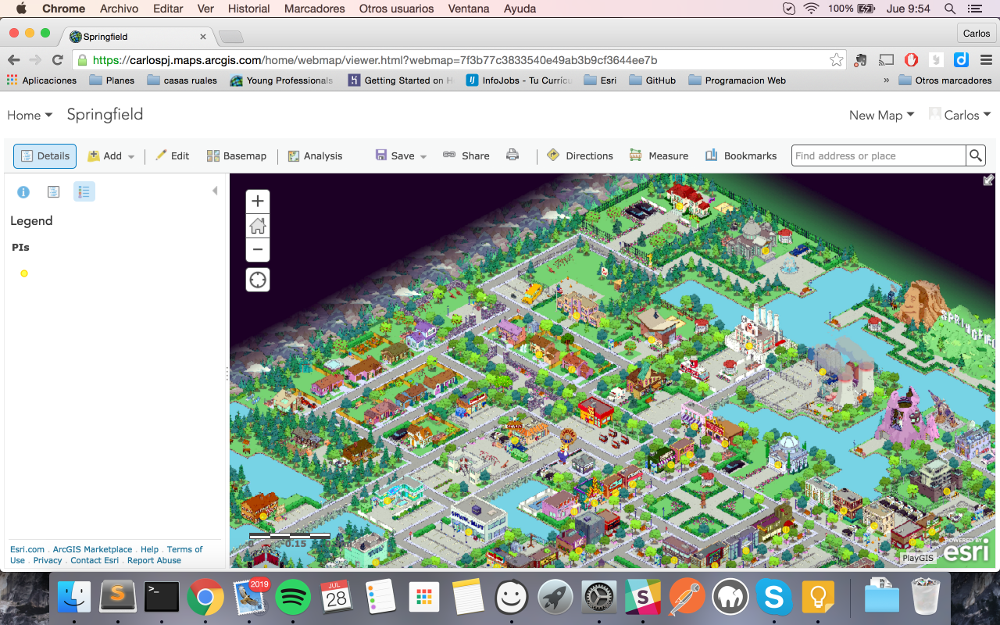 Chrome Archivo Editar Ver Historial Marcadores Otros usuarios Ventana Ayuda 100% Jue 9:54
Springfield Carlos
https://carlospj.maps.arcgis.com/home/webmap/viewer.html?webmap=7f3b77c3833540e49ab3b9cf3644ee7b
Aplicaciones Planes casas ruales Young Professionals Getting Started on H InfoJobs - Tu Curric Esri GitHub Programacion Web » Otros marcadores
Home Springfield New Map Carlos
Details Add Edit Basemap Analysis Save Share Directions Measure Bookmarks Find address or place
Legend
PIs
SPRINGFIELD
-0.15
POWERED BY
esri
PlayGIS
Esri.com . ArcGIS Marketplace . Help . Terms of
Use . Privacy . Contact Esri . Report Abuse
2019
JUL
28